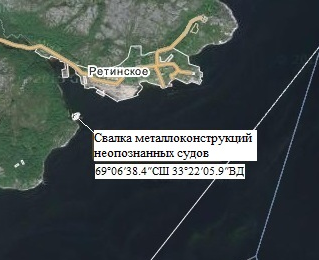 Ретинское
Свалка металлоконструкций
неопознанных судов
69°06′38.4″СШ 33°22′05.9″ВД